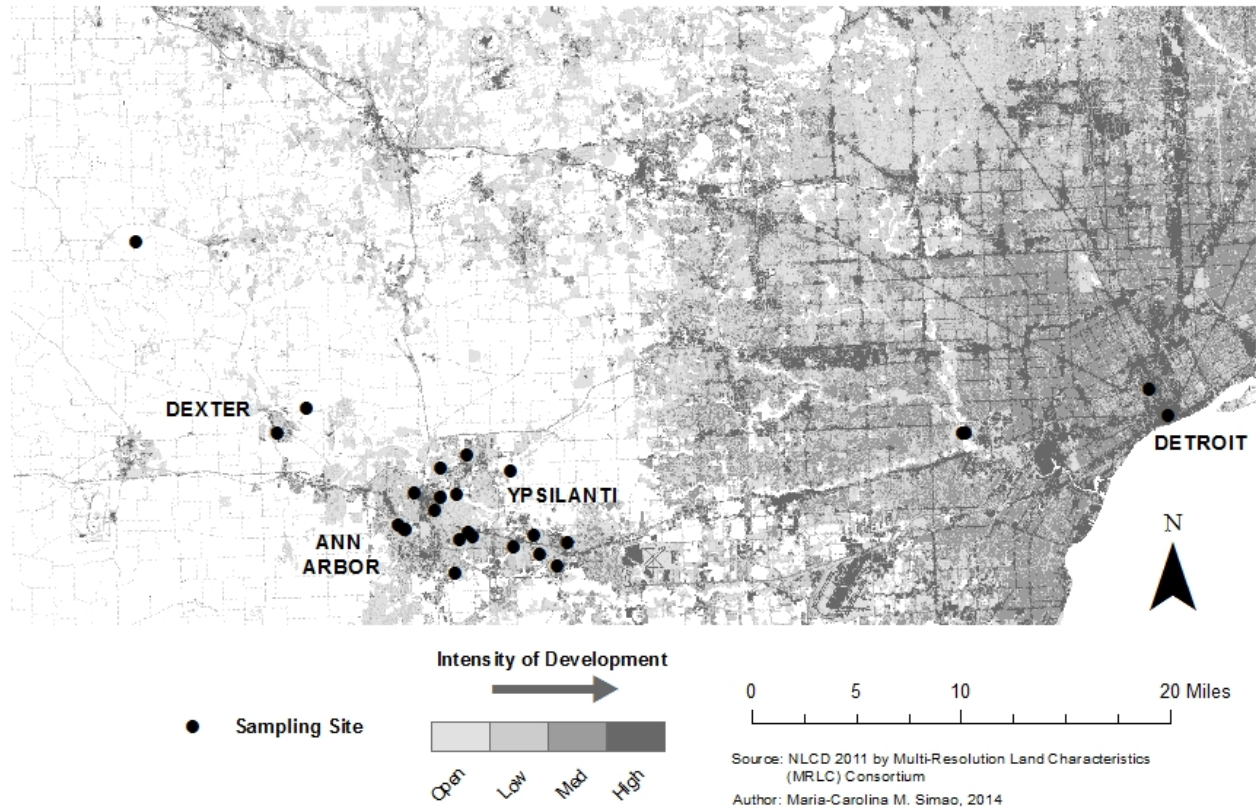 DEXTER
DETROIT
YPSILANTI
ANN
ARBOR
N
Intensity of Development
Sampling Site
Open Low Med High
0 5 10 20 Miles
Source: NLCD 2011 by Multi-Resolution Land Characteristics
(MRLC) Consortium
Author: Maria-Carolina M. Simao, 2014